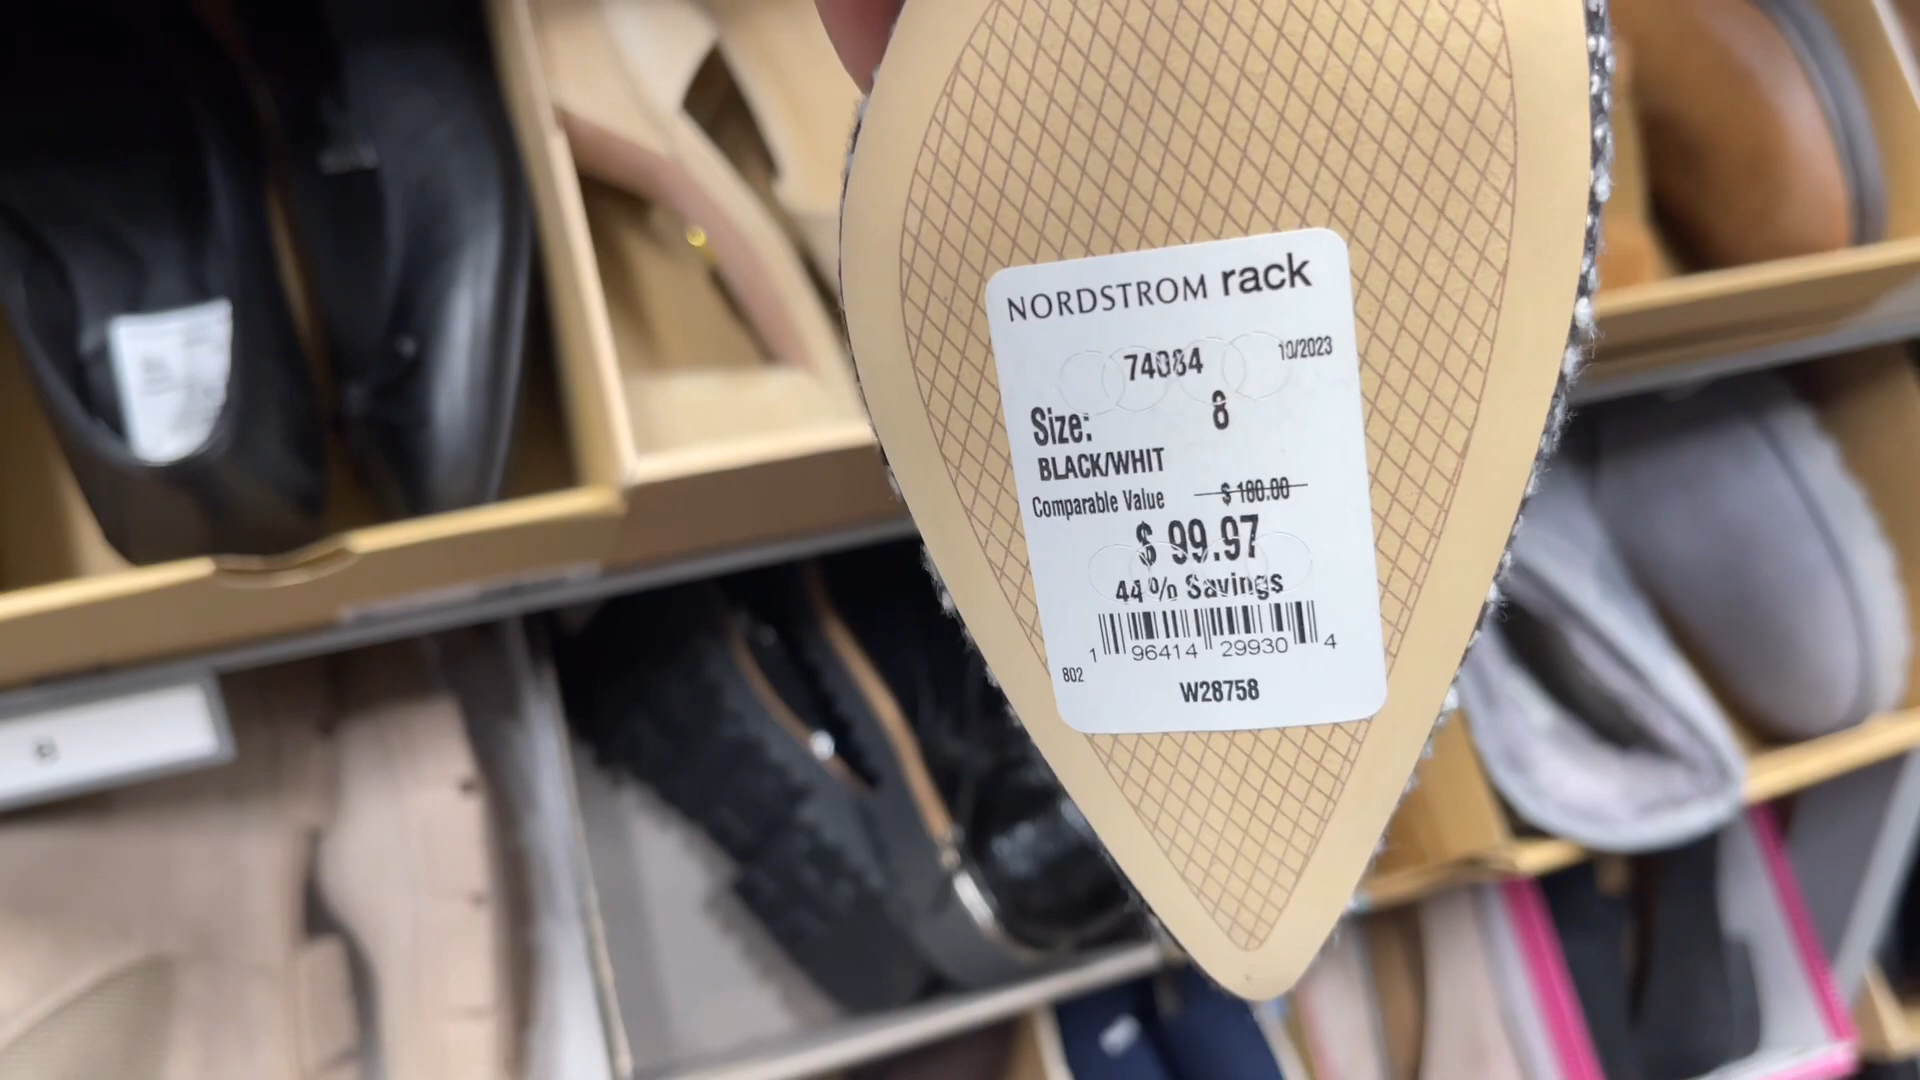 NORDSTROM rack
74084 10/2023
Size: 8
BLACK/WHIT
Comparable Value $ 180.00
$ 99.97
44% Savings
1 96414 29930 4
802
W28758